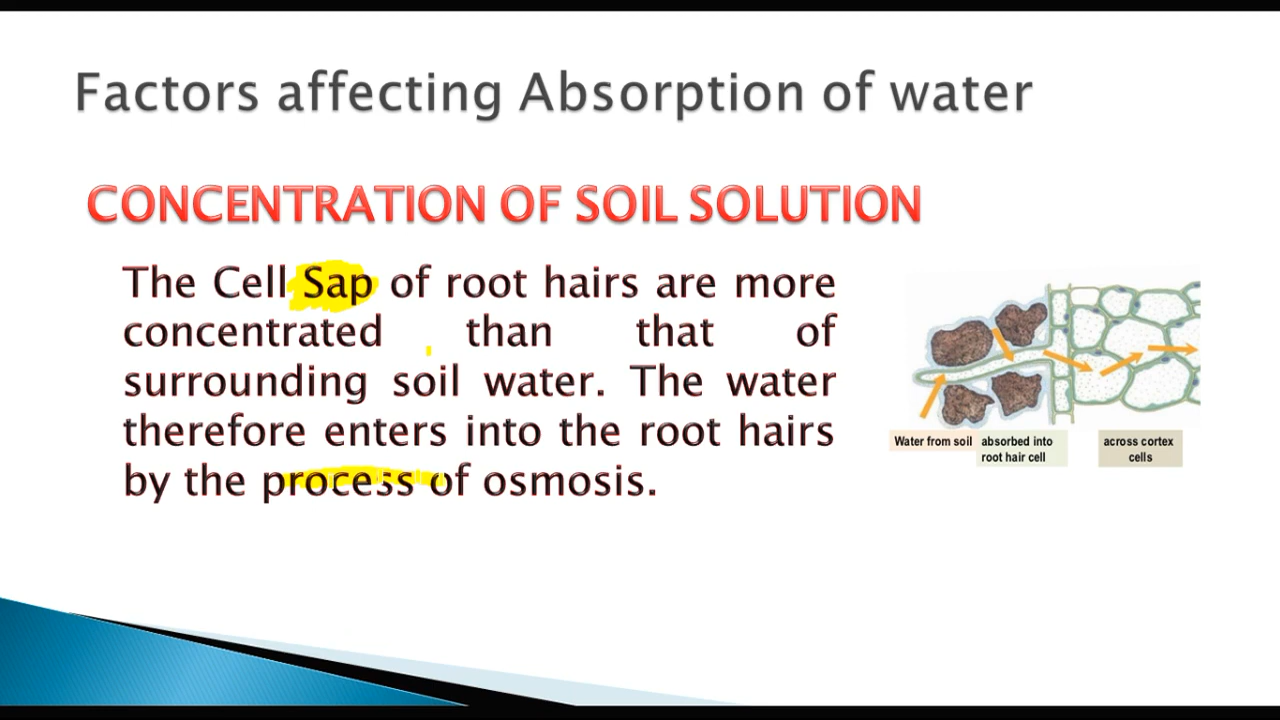 Factors affecting Absorption of water
CONCENTRATION OF SOIL SOLUTION
The Cell Sap of root hairs are more
concentrated than that of
surrounding soil water. The water
therefore enters into the root hairs
by the process of osmosis.
Water from soil
absorbed into
root hair cell
across cortex
cells